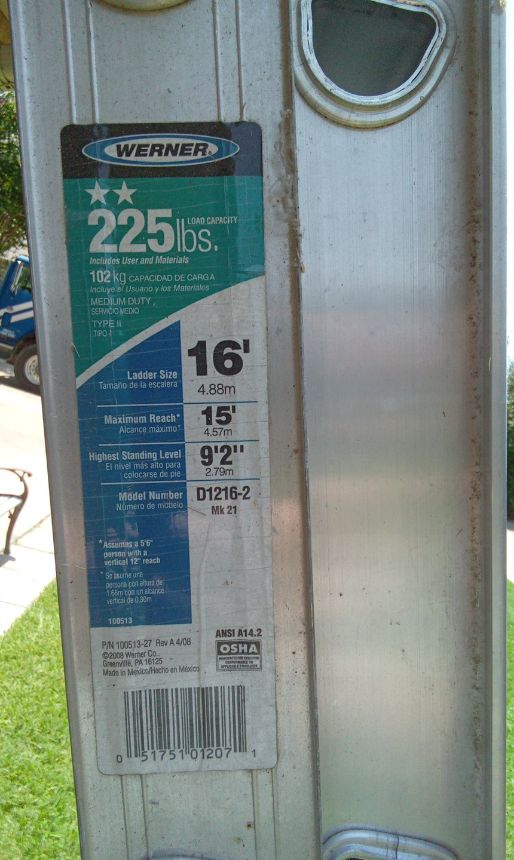 WERNER®
225 lbs.
LOAD CAPACITY
Includes User and Materials
102 kg CAPACIDAD DE CARGA
Incluye el Usuario y los Materiales
MEDIUM DUTY
SERVICIO MEDIO
TYPE II
TIPO II
Ladder Size 16'
Tamaño de la escalera 4.88m
Maximum Reach* 15'
Alcance máximo* 4.57m
Highest Standing Level 9'2"
El nivel más alto para 2.79m
colocarse de pie
Model Number D1216-2
Número de modelo Mk 21
*Assumes a 5'6"
person with a
vertical 12" reach
*Se asume una
persona con altura de
1.68m con un alcance
vertical de 0.30m
100513
P/N 100513-27 Rev A 4/08
©2008 Werner Co.
Greenville, PA 16125
Made in Mexico/Hecho en México
ANSI A14.2
OSHA
0 51751 01207 1